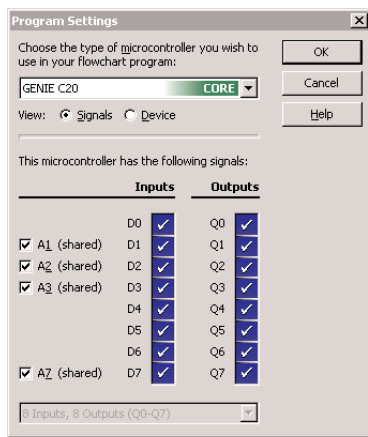 Program Settings
Choose the type of microcontroller you wish to
use in your flowchart program:
GENIE C20 CORE
View: Signals Device
This microcontroller has the following signals:
Inputs Outputs
D0 Q0
A1 (shared) D1 Q1
A2 (shared) D2 Q2
A3 (shared) D3 Q3
D4 Q4
D5 Q5
D6 Q6
A7 (shared) D7 Q7
8 Inputs, 8 Outputs (Q0-Q7)
OK
Cancel
Help